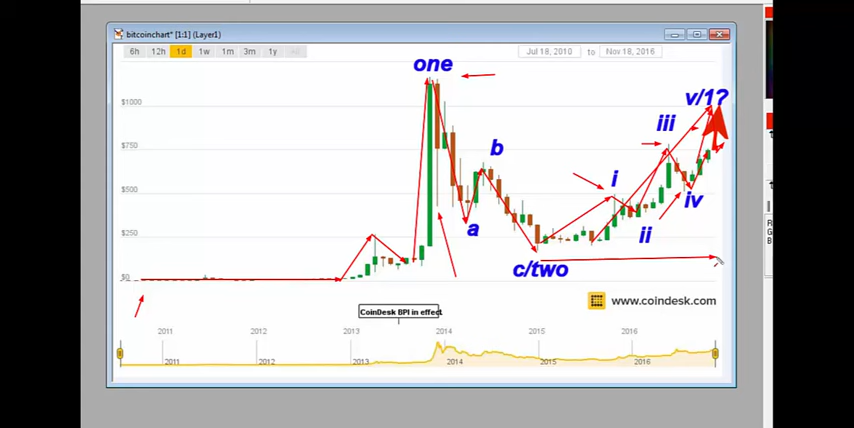 bitcoinchart* [1:1] (Layer1)
6h 12h 1d 1w 1m 3m 1y All
Jul 18, 2010 to Nov 18, 2016
one
$1000
v/1?
iii
$750
b
i
$500
iv
a
ii
$250
c/two
$0
www.coindesk.com
CoinDesk BPI in effect
2011 2012 2013 2014 2015 2016
2011 2012 2013 2014 2015 2016
R
G
B